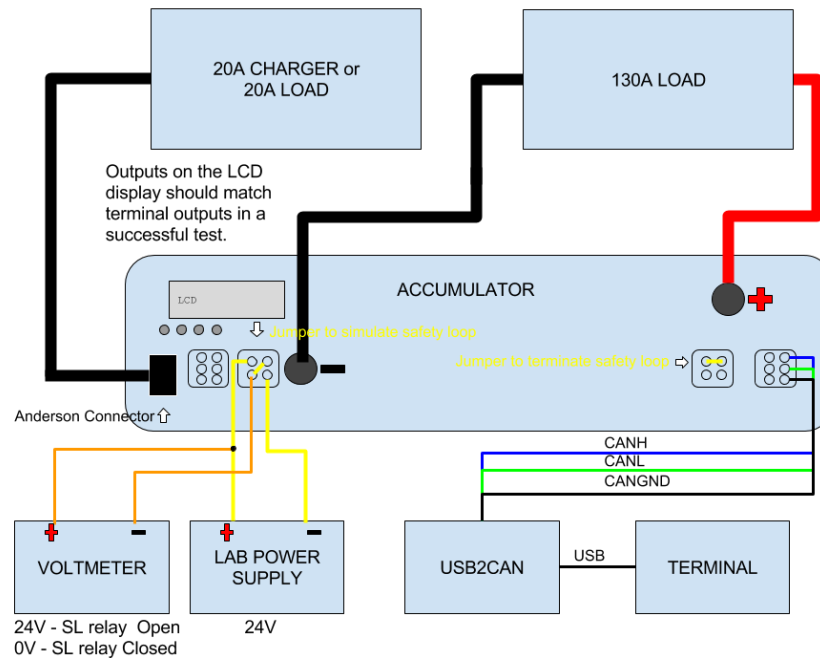 20A CHARGER or
20A LOAD
130A LOAD
Outputs on the LCD
display should match
terminal outputs in a
successful test.
ACCUMULATOR
LCD
Jumper to simulate safety loop
Jumper to terminate safety loop
Anderson Connector
CANH
CANL
CANGND
VOLTMETER
LAB POWER
SUPPLY
USB2CAN
USB
TERMINAL
24V - SL relay Open
0V - SL relay Closed
24V